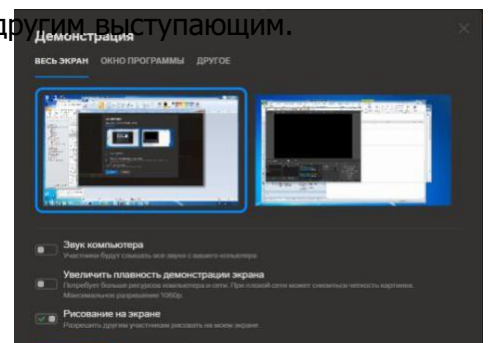 другим выступающим.
Демонстрация
ВЕСЬ ЭКРАН ОКНО ПРОГРАММЫ ДРУГОЕ
Звук компьютера
Участники будут слышать все звуки с вашего компьютера
Увеличить плавность демонстрации экрана
Потребует больше ресурсов компьютера и сети. При плохой сети может снизиться четкость картинки.
Максимальное разрешение 1080p.
Рисование на экране
Разрешить другим участникам рисовать на моем экране